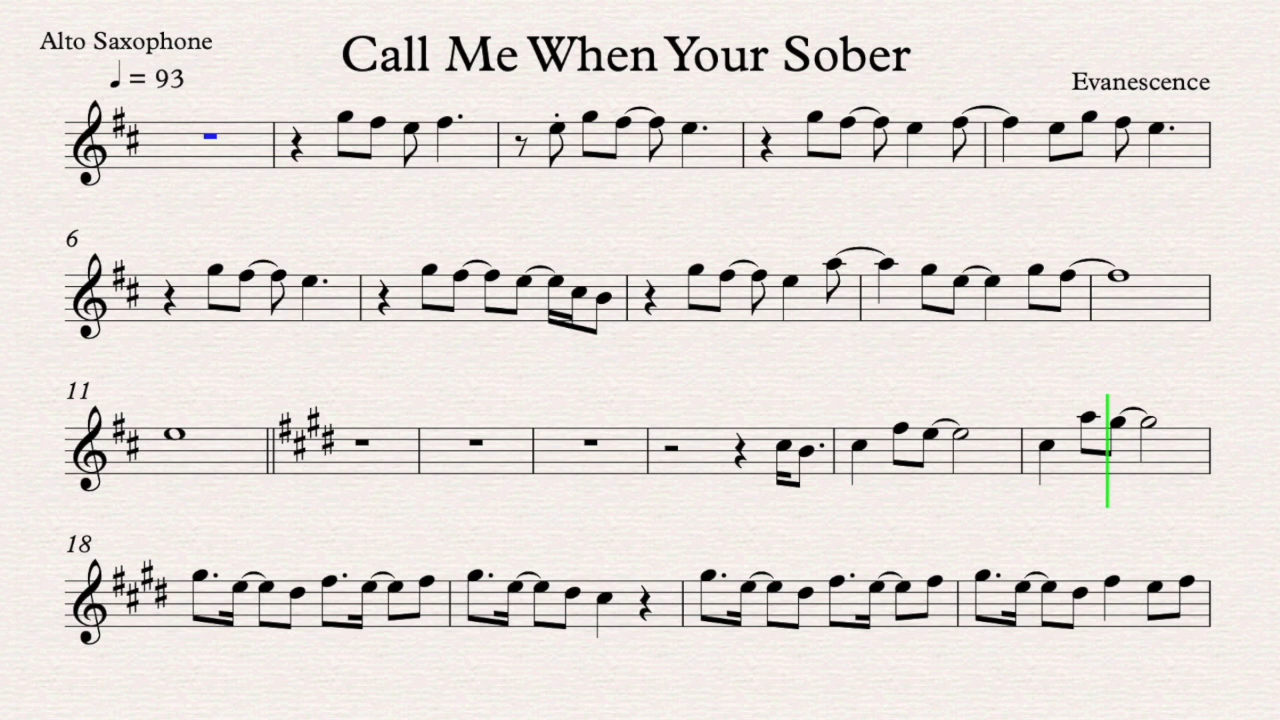 Alto Saxophone
Call Me When Your Sober
♩ = 93
Evanescence
6
11
18